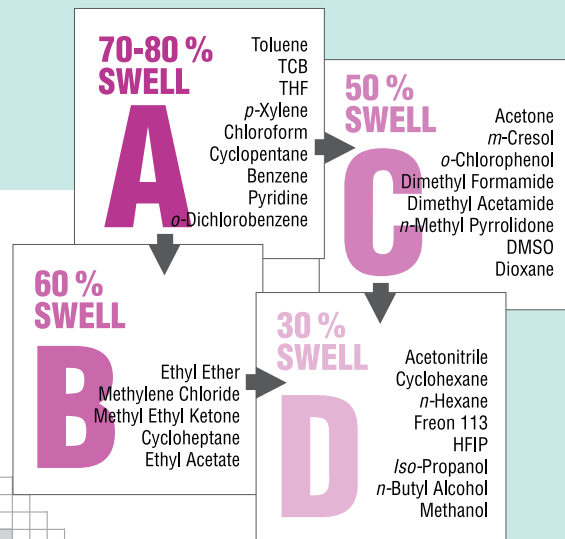 70-80 %
SWELL
A
Toluene
TCB
THF
p-Xylene
Chloroform
Cyclopentane
Benzene
Pyridine
o-Dichlorobenzene
50 %
SWELL
C
Acetone
m-Cresol
o-Chlorophenol
Dimethyl Formamide
Dimethyl Acetamide
n-Methyl Pyrrolidone
DMSO
Dioxane
60 %
SWELL
B
Ethyl Ether
Methylene Chloride
Methyl Ethyl Ketone
Cycloheptane
Ethyl Acetate
30 %
SWELL
D
Acetonitrile
Cyclohexane
n-Hexane
Freon 113
HFIP
Iso-Propanol
n-Butyl Alcohol
Methanol